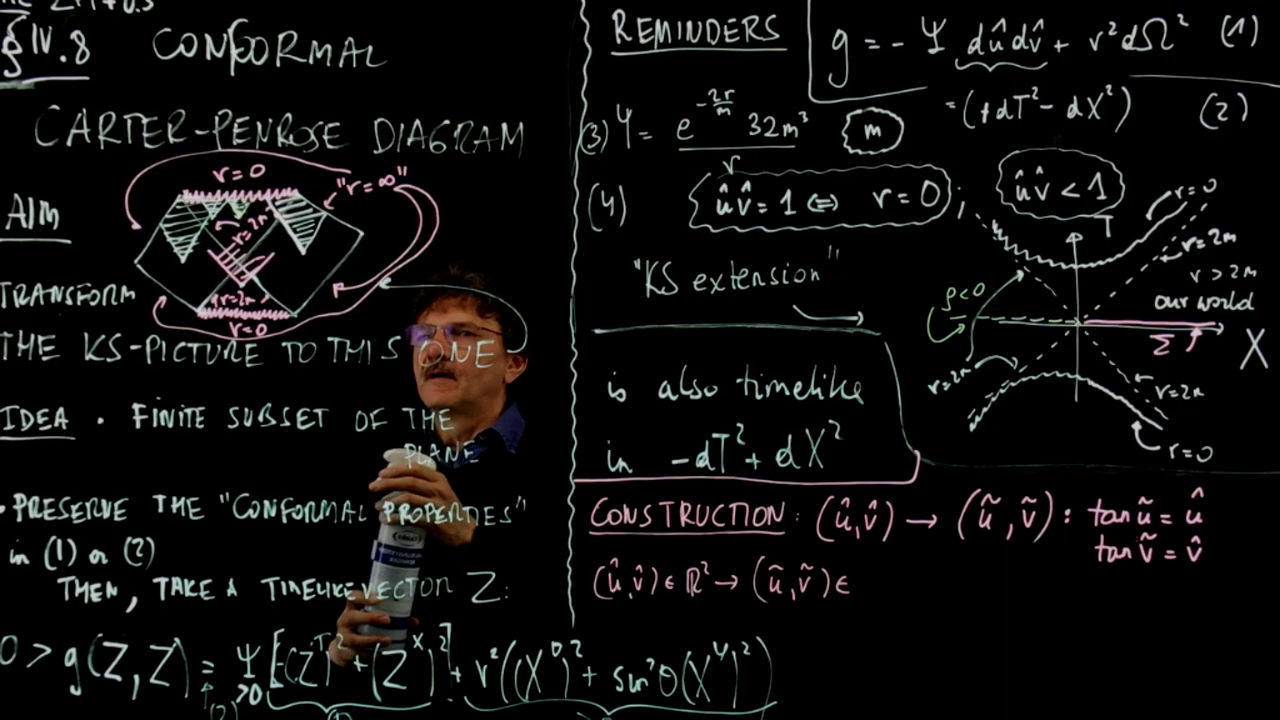 §IV.8 CONFORMAL
CARTER-PENROSE DIAGRAM
r=0
"r=∞"
r=2m
r=2m
r=0
AIM
TRANSFORM
THE KS-PICTURE TO THIS ONE
IDEA • FINITE SUBSET OF THE
PLANE
• PRESERVE THE "CONFORMAL PROPERTIES"
in (1) or (2)
THEN, TAKE A TIMELIKE VECTOR Z:
0 > g(Z,Z) = Ψ [-(Z^T)² + (Z^X)²] + r²((X^θ)² + sin²θ(X^φ)²)
>0
(2)
REMINDERS
g = - Ψ dûdv̂ + r²dΩ² (1)
= (+dT² - dX²) (2)
(3) Ψ = e^{-2r/m} 32m³ / r
m
(4) ûv̂ = 1 ⇔ r = 0 ; ûv̂ < 1
"KS extension"
is also timelike
in -dT² + dX²
T
r=0
r=2m
r>2m
our world
ρ<0
Σ
X
r=2m
r=2m
r=0
CONSTRUCTION: (û,v̂) → (ũ,ṽ): tan ũ = û
tan ṽ = v̂
(û,v̂) ∈ ℝ² → (ũ,ṽ) ∈